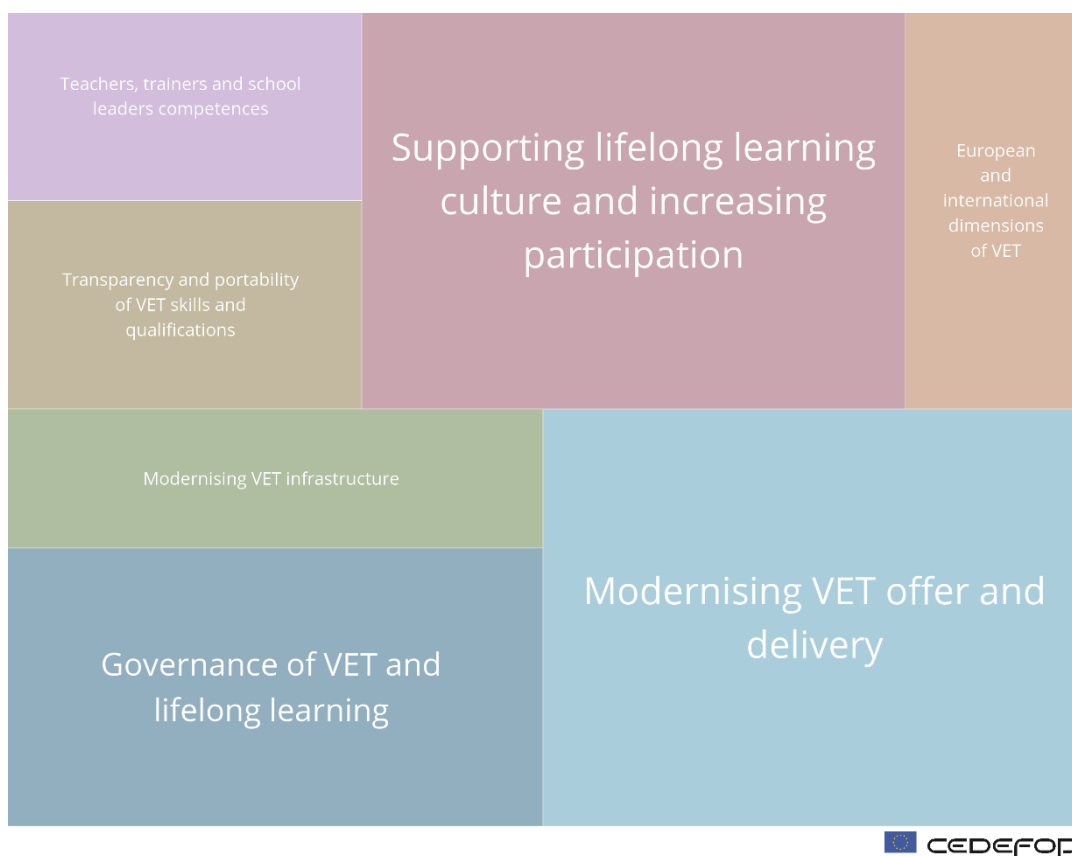 Teachers, trainers and school
leaders competences
Supporting lifelong learning
culture and increasing
participation
European
and
international
dimensions
of VET
Transparency and portability
of VET skills and
qualifications
Modernising VET infrastructure
Governance of VET and
lifelong learning
Modernising VET offer and
delivery
CEDEFOP